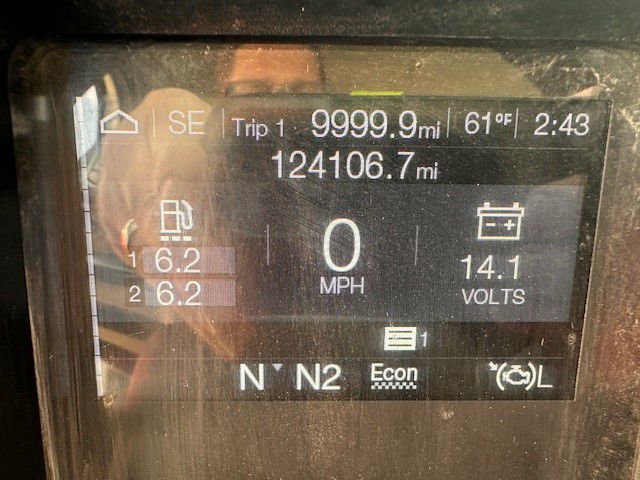 SE Trip 1 9999.9mi 61°F 2:43
124106.7mi
1 6.2
2 6.2
0
MPH
14.1
VOLTS
1
N N2 Econ L